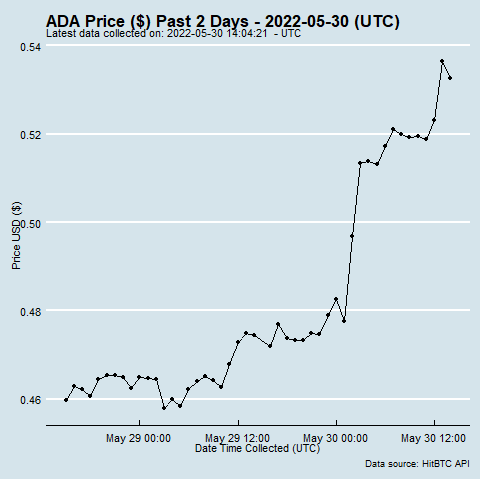 ADA Price ($) Past 2 Days - 2022-05-30 (UTC)
Latest data collected on: 2022-05-30 14:04:21  - UTC
0.54
0.52
0.50
0.48
0.46
Price USD ($)
May 29 00:00
May 29 12:00
May 30 00:00
May 30 12:00
Date Time Collected (UTC)
Data source: HitBTC API